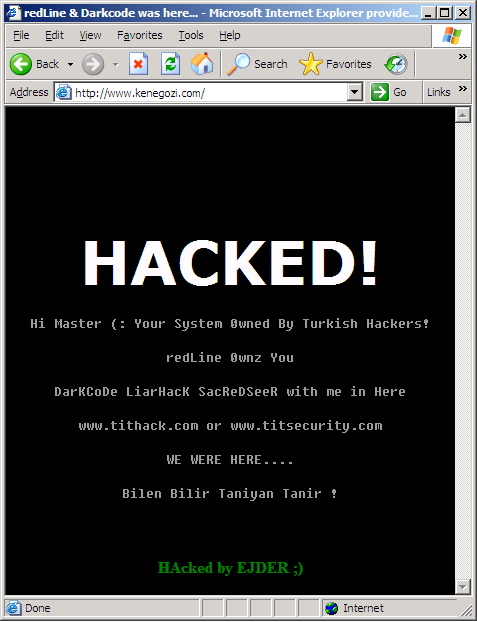 redLine & Darkcode was here... - Microsoft Internet Explorer provide...
File Edit View Favorites Tools Help
Back Search Favorites »
Address http://www.kenegozi.com/ Go Links »
HACKED!
Hi Master (: Your System 0wned By Turkish Hackers!
redLine 0wnz You
DarKCoDe LiarHacK SacReDSeeR with me in Here
www.tithack.com or www.titsecurity.com
WE WERE HERE....
Bilen Bilir Taniyan Tanir !
HAcked by EJDER ;)
Done Internet